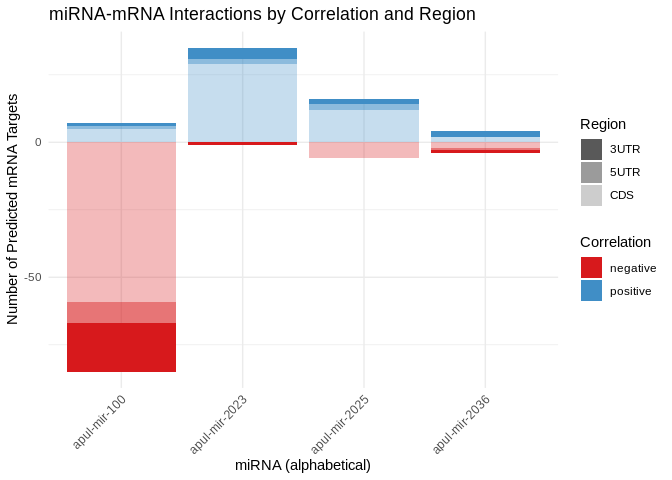 miRNA-mRNA Interactions by Correlation and Region
Number of Predicted mRNA Targets
0
-50
apul-mir-100
apul-mir-2023
apul-mir-2025
apul-mir-2036
miRNA (alphabetical)
Region
3UTR
5UTR
CDS
Correlation
negative
positive